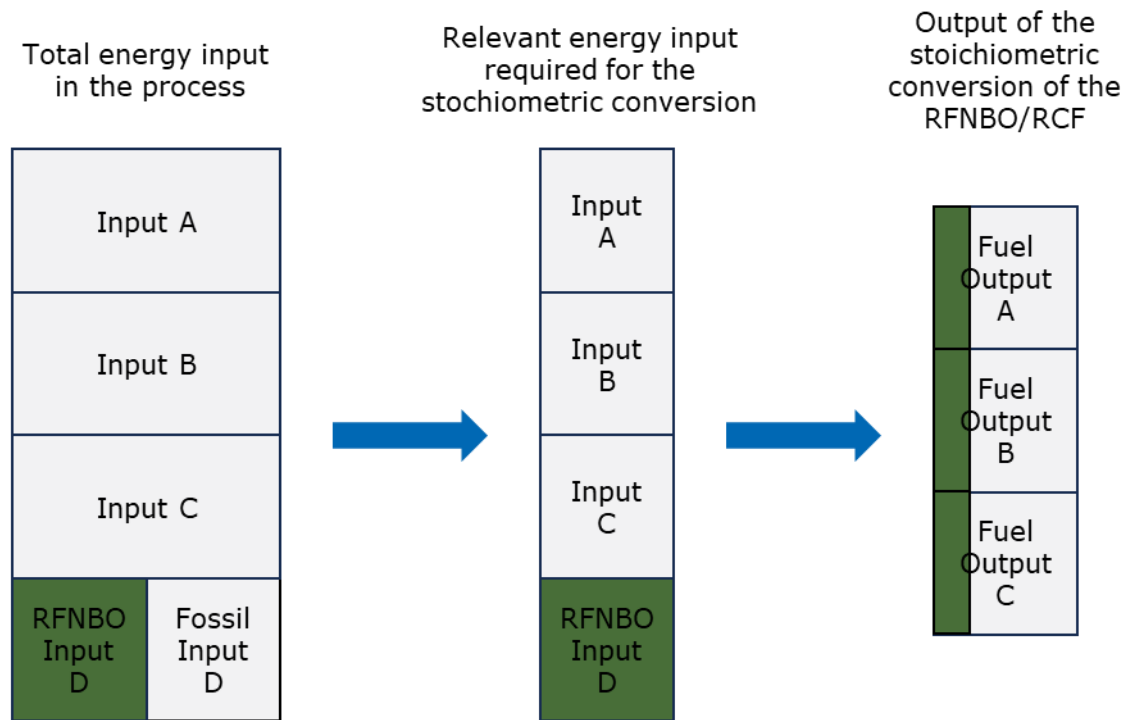 Total energy input
in the process
Relevant energy input
required for the
stochiometric conversion
Output of the
stoichiometric
conversion of the
RFNBO/RCF
Input A
Input B
Input C
RFNBO
Input
D
Fossil
Input
D
Input
A
Input
B
Input
C
RFNBO
Input
D
Fuel
Output
A
Fuel
Output
B
Fuel
Output
C